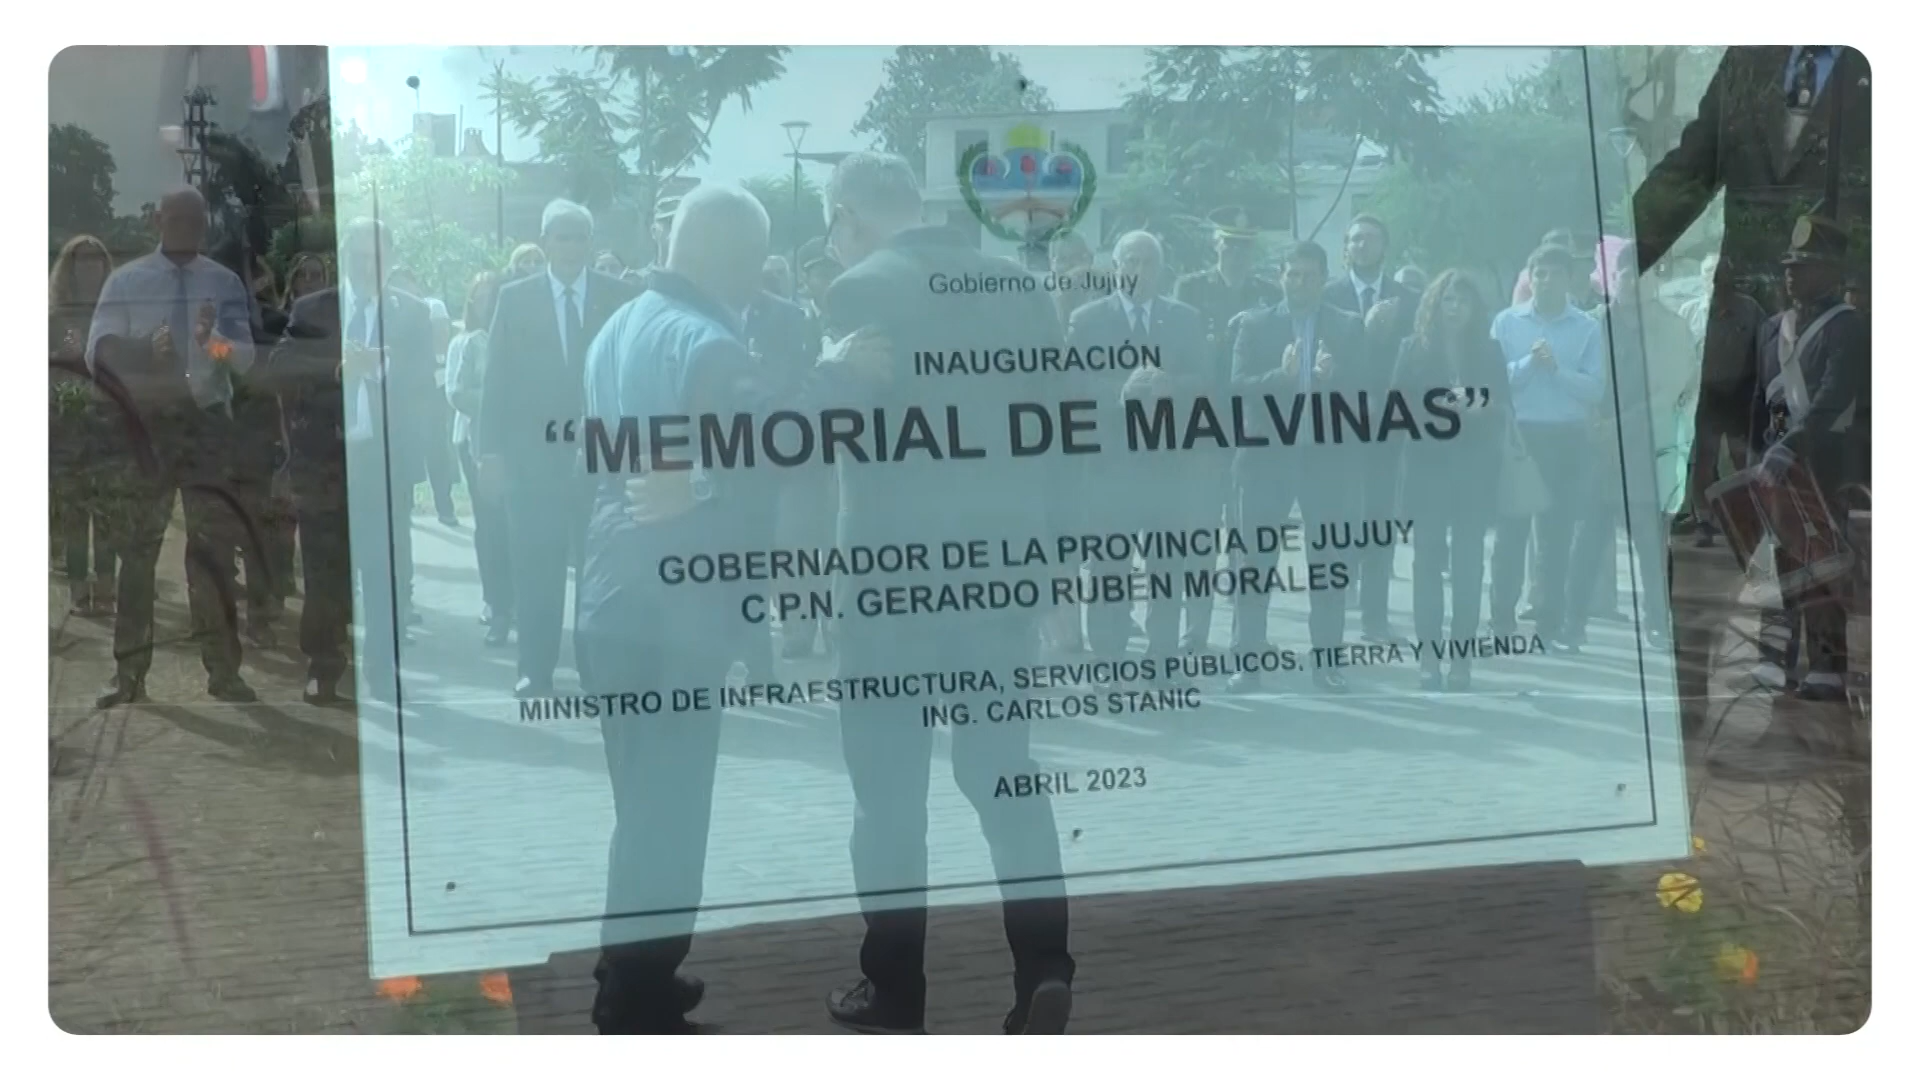 Gobierno de Jujuy
INAUGURACIÓN
“MEMORIAL DE MALVINAS”
GOBERNADOR DE LA PROVINCIA DE JUJUY
C.P.N. GERARDO RUBÉN MORALES
MINISTRO DE INFRAESTRUCTURA, SERVICIOS PÚBLICOS, TIERRA Y VIVIENDA
ING. CARLOS STANIC
ABRIL 2023